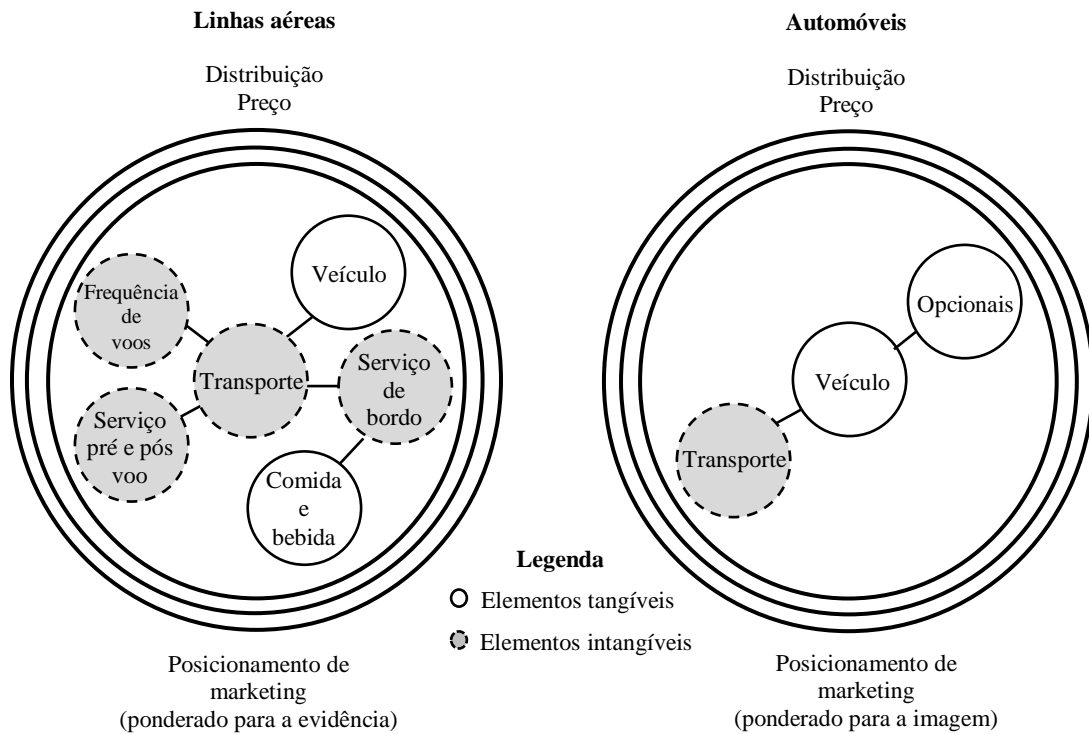 Linhas aéreas
Distribuição
Preço
Frequência
de
voos
Veículo
Transporte
Serviço
de
bordo
Serviço
pré e pós
voo
Comida
e
bebida
Posicionamento de
marketing
(ponderado para a evidência)
Automóveis
Distribuição
Preço
Opcionais
Veículo
Transporte
Posicionamento de
marketing
(ponderado para a imagem)
Legenda
Elementos tangíveis
Elementos intangíveis